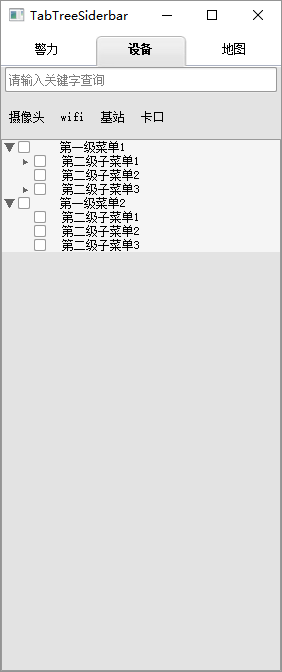 TabTreeSiderbar
警力 设备 地图
请输入关键字查询
摄像头 wifi 基站 卡口
第一级菜单1
第二级子菜单1
第二级子菜单2
第二级子菜单3
第一级菜单2
第二级子菜单1
第二级子菜单2
第二级子菜单3